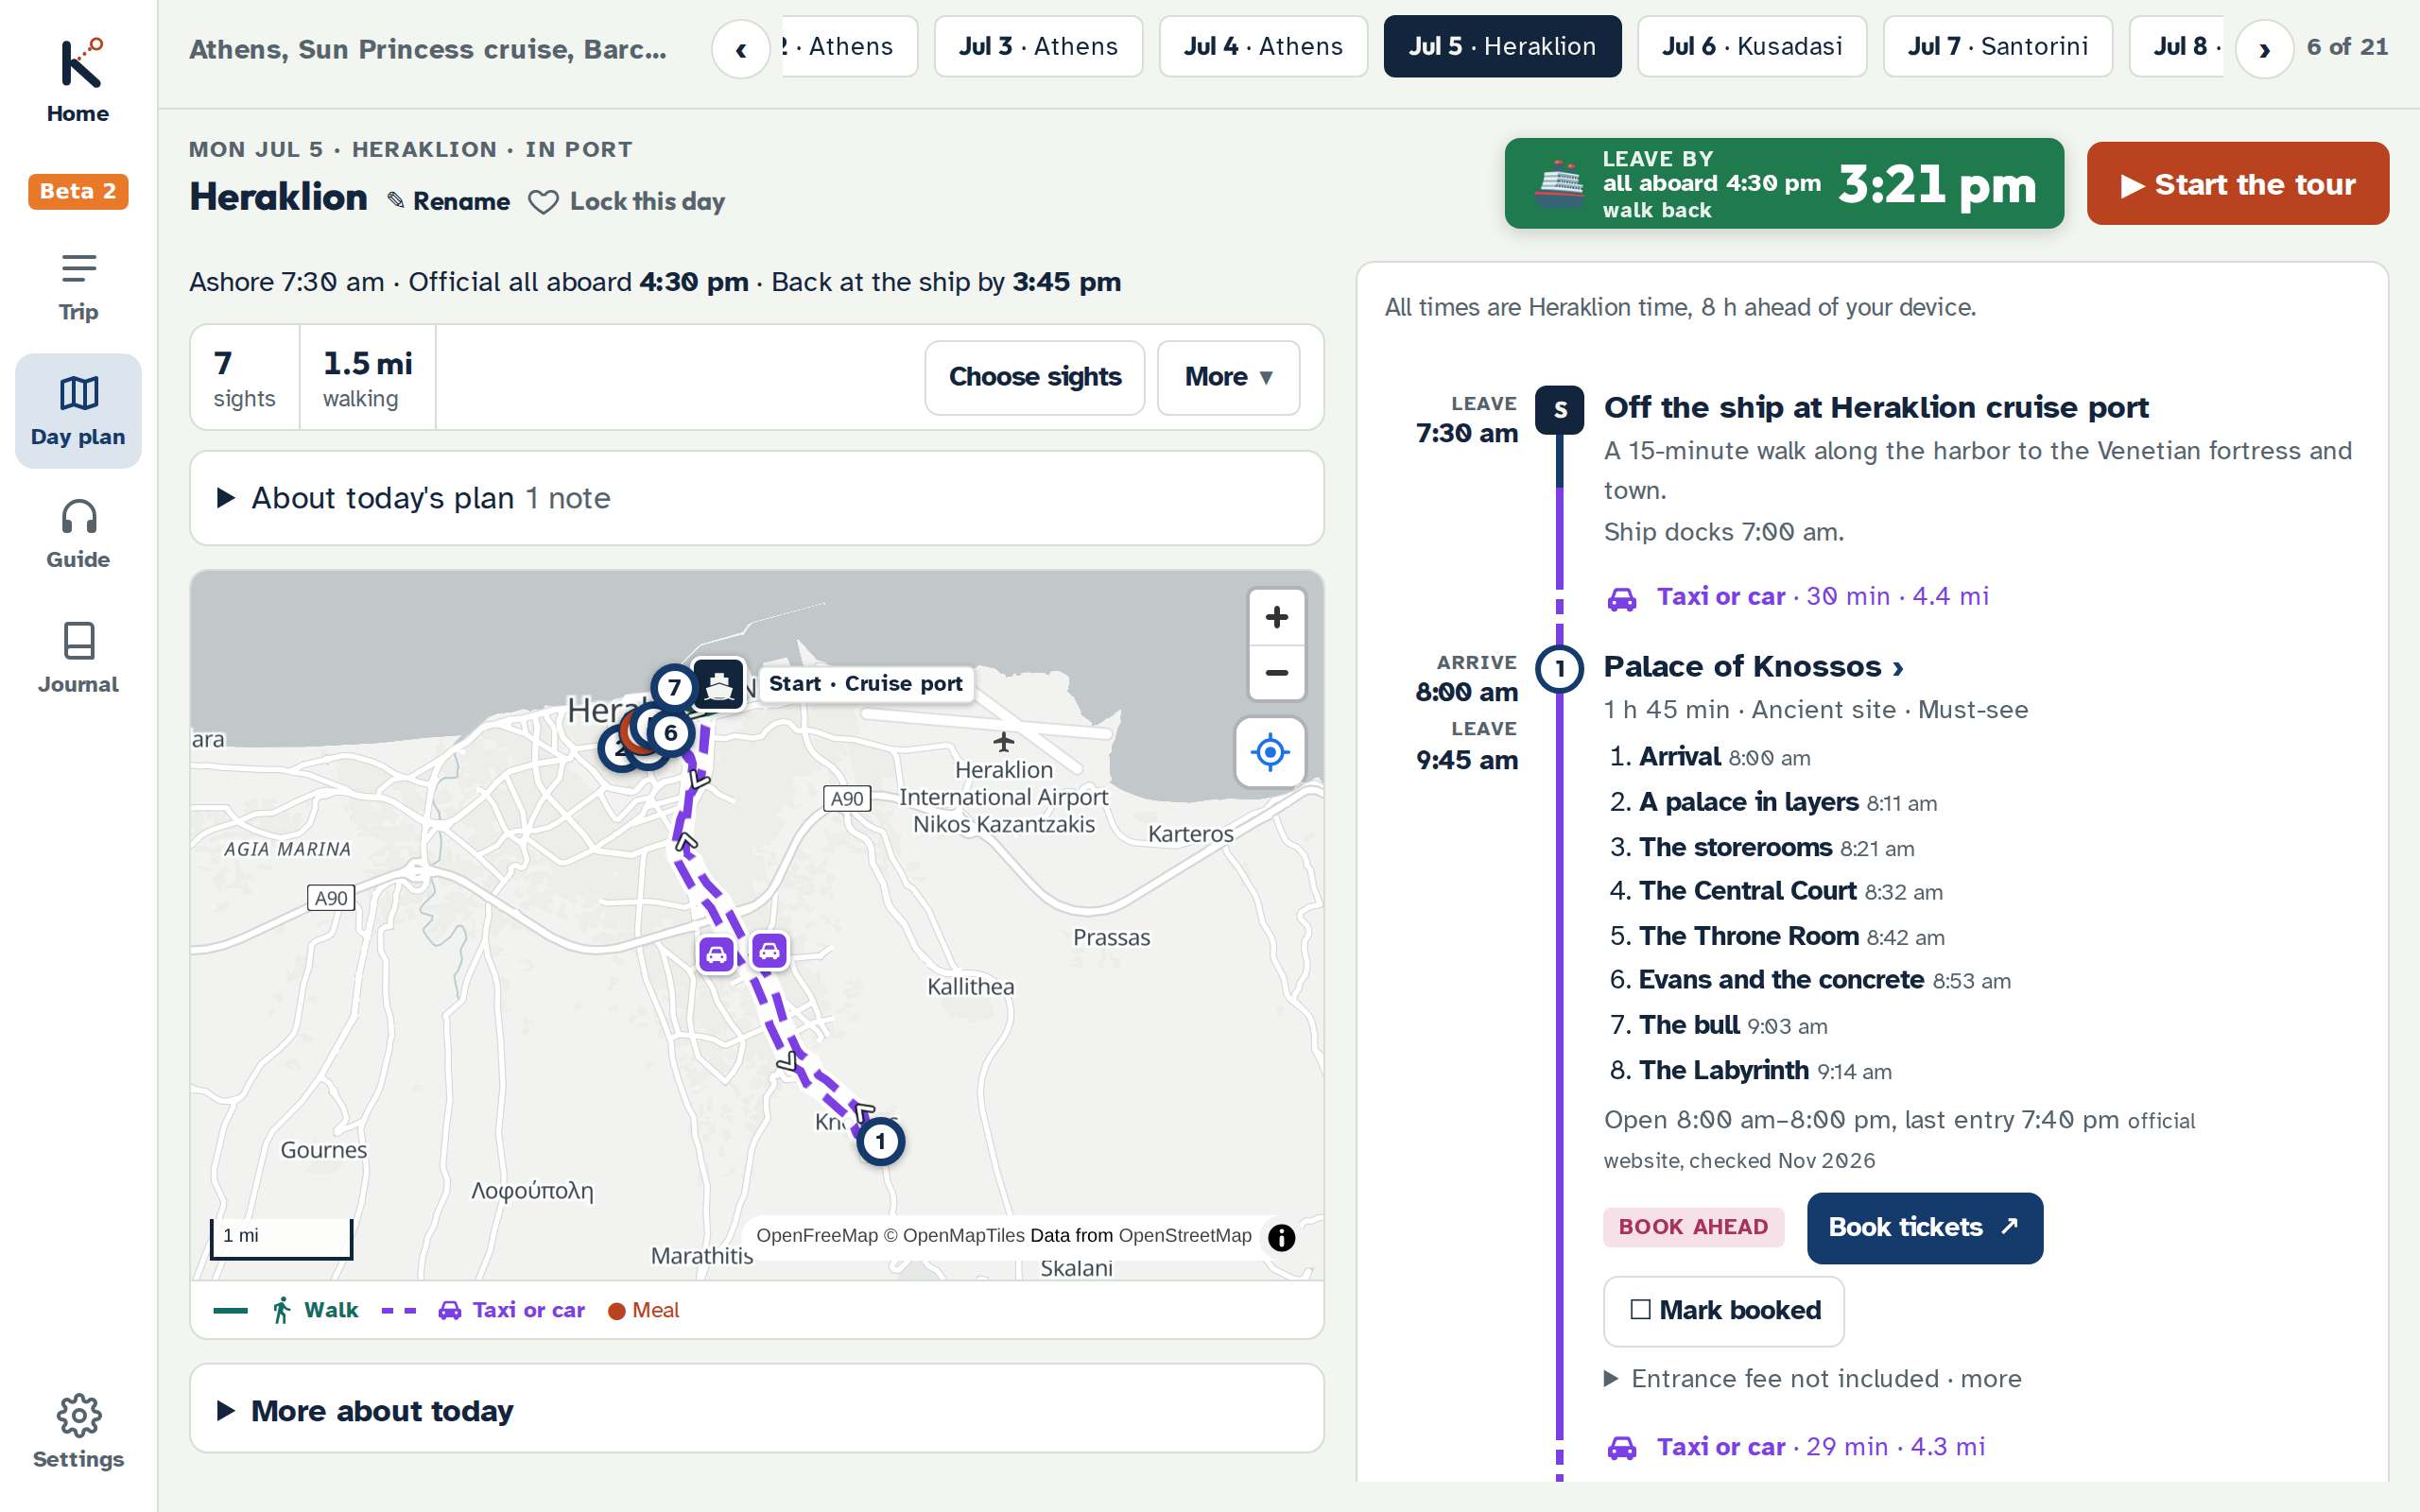 Home
Beta 2
Trip
Day plan
Guide
Journal
Settings
Athens, Sun Princess cruise, Barc...
‹
· Athens
Jul 3 · Athens
Jul 4 · Athens
Jul 5 · Heraklion
Jul 6 · Kusadasi
Jul 7 · Santorini
Jul 8 ·
›
6 of 21
MON JUL 5 · HERAKLION · IN PORT
Heraklion ✎ Rename ♡ Lock this day
LEAVE BY
all aboard 4:30 pm
walk back
3:21 pm
▶ Start the tour
Ashore 7:30 am · Official all aboard 4:30 pm · Back at the ship by 3:45 pm
7
sights
1.5 mi
walking
Choose sights
More ▼
▶ About today's plan 1 note
+
−
Start · Cruise port
7
6
A90
Heraklion
International Airport
Nikos Kazantzakis
Karteros
AGIA MARINA
A90
Prassas
Kallithea
1
Gournes
Λοφούπολη
1 mi
Marathitis
OpenFreeMap © OpenMapTiles Data from OpenStreetMap
Skalani
Walk
Taxi or car
Meal
▶ More about today
All times are Heraklion time, 8 h ahead of your device.
LEAVE
7:30 am
S
Off the ship at Heraklion cruise port
A 15-minute walk along the harbor to the Venetian fortress and
town.
Ship docks 7:00 am.
Taxi or car · 30 min · 4.4 mi
ARRIVE
8:00 am
LEAVE
9:45 am
1
Palace of Knossos ›
1 h 45 min · Ancient site · Must-see
1. Arrival 8:00 am
2. A palace in layers 8:11 am
3. The storerooms 8:21 am
4. The Central Court 8:32 am
5. The Throne Room 8:42 am
6. Evans and the concrete 8:53 am
7. The bull 9:03 am
8. The Labyrinth 9:14 am
Open 8:00 am–8:00 pm, last entry 7:40 pm official
website, checked Nov 2026
BOOK AHEAD
Book tickets ↗
☐ Mark booked
▶ Entrance fee not included · more
Taxi or car · 29 min · 4.3 mi